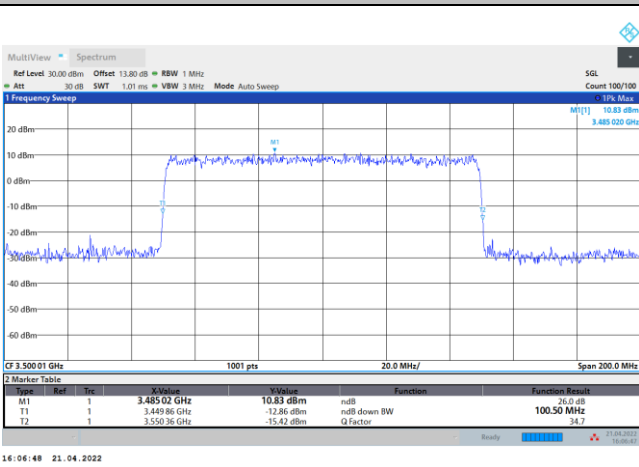 MultiView Spectrum
Ref Level 30.00 dBm Offset 13.80 dB RBW 1 MHz SGL
Att 30 dB SWT 1.01 ms VBW 3 MHz Mode Auto Sweep Count 100/100
1 Frequency Sweep 1Pk Max
M1[1] 10.83 dBm
3.485 020 GHz
20 dBm
M1
10 dBm
0 dBm
T1
-10 dBm
T2
-20 dBm
-30 dBm
-40 dBm
-50 dBm
-60 dBm
CF 3.500 01 GHz 1001 pts 20.0 MHz/ Span 200.0 MHz
2 Marker Table
Type Ref Trc X-Value Y-Value Function Function Result
M1 1 3.485 02 GHz 10.83 dBm ndB 26.0 dB
T1 1 3.449 86 GHz -12.86 dBm ndB down BW 100.50 MHz
T2 1 3.550 36 GHz -15.42 dBm Q Factor 34.7
Ready 21.04.2022
16:06:47
16:06:48 21.04.2022